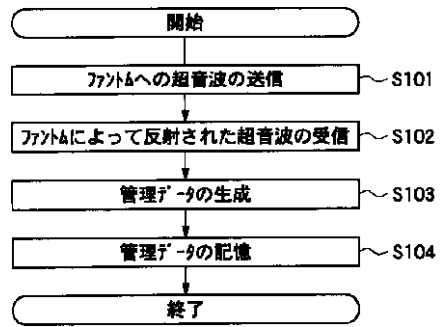 開始
ファントムへの超音波の送信 S101
ファントムによって反射された超音波の受信 S102
管理データの生成 S103
管理データの記憶 S104
終了